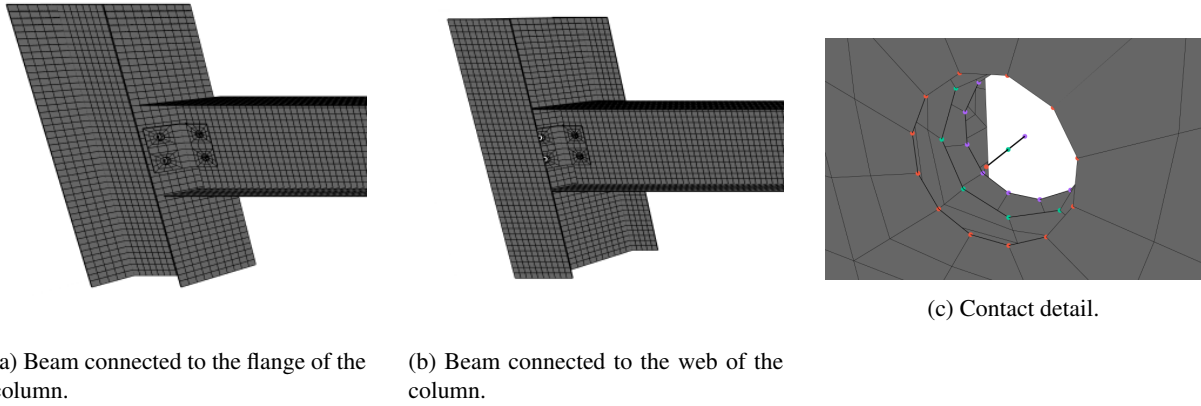 (c) Contact detail.
a) Beam connected to the flange of the
column.
(b) Beam connected to the web of the
column.